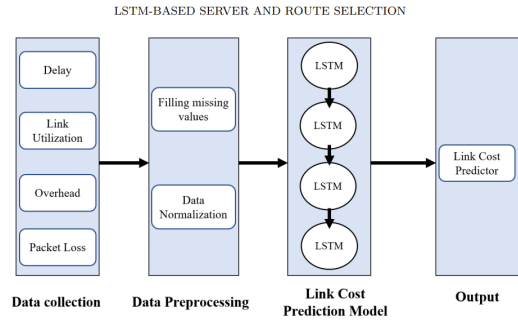 LSTM-BASED SERVER AND ROUTE SELECTION
Delay
Link
Utilization
Overhead
Packet Loss
Data collection
Filling missing
values
Data
Normalization
Data Preprocessing
LSTM
LSTM
LSTM
LSTM
Link Cost
Prediction Model
Link Cost
Predictor
Output